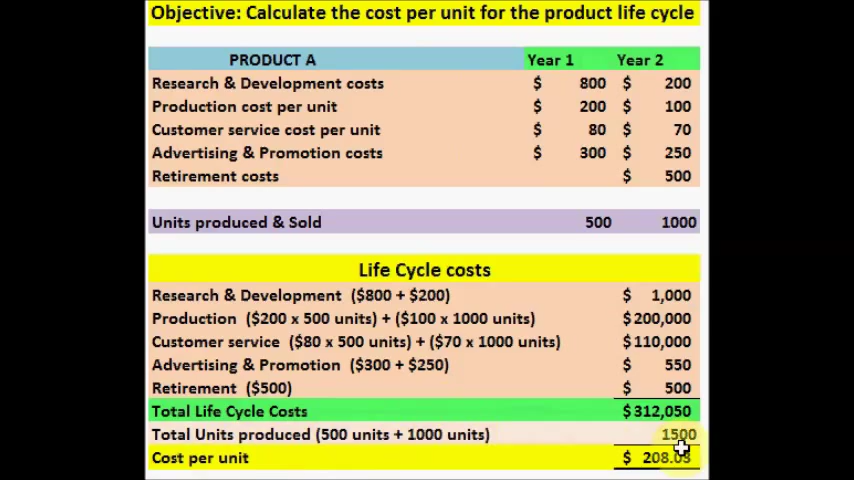 Objective: Calculate the cost per unit for the product life cycle
PRODUCT A Year 1 Year 2
Research & Development costs $ 800 $ 200
Production cost per unit $ 200 $ 100
Customer service cost per unit $ 80 $ 70
Advertising & Promotion costs $ 300 $ 250
Retirement costs $ 500
Units produced & Sold 500 1000
Life Cycle costs
Research & Development ($800 + $200) $ 1,000
Production ($200 x 500 units) + ($100 x 1000 units) $200,000
Customer service ($80 x 500 units) + ($70 x 1000 units) $110,000
Advertising & Promotion ($300 + $250) $ 550
Retirement ($500) $ 500
Total Life Cycle Costs $312,050
Total Units produced (500 units + 1000 units) 1500
Cost per unit $ 208.03